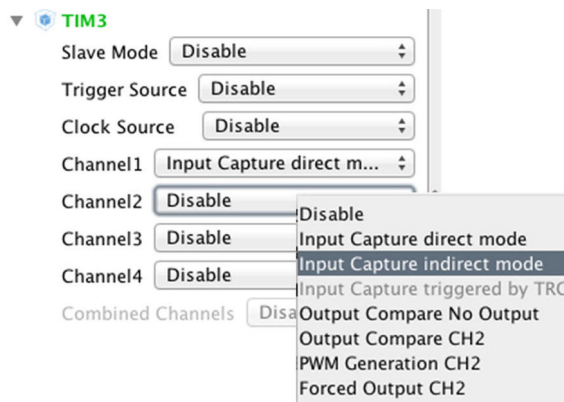 TIM3
Slave Mode Disable
Trigger Source Disable
Clock Source Disable
Channel1 Input Capture direct m...
Channel2 Disable
Channel3 Disable
Channel4 Disable
Combined Channels Disa
Disable
Input Capture direct mode
Input Capture indirect mode
Input Capture triggered by TRC
Output Compare No Output
Output Compare CH2
PWM Generation CH2
Forced Output CH2